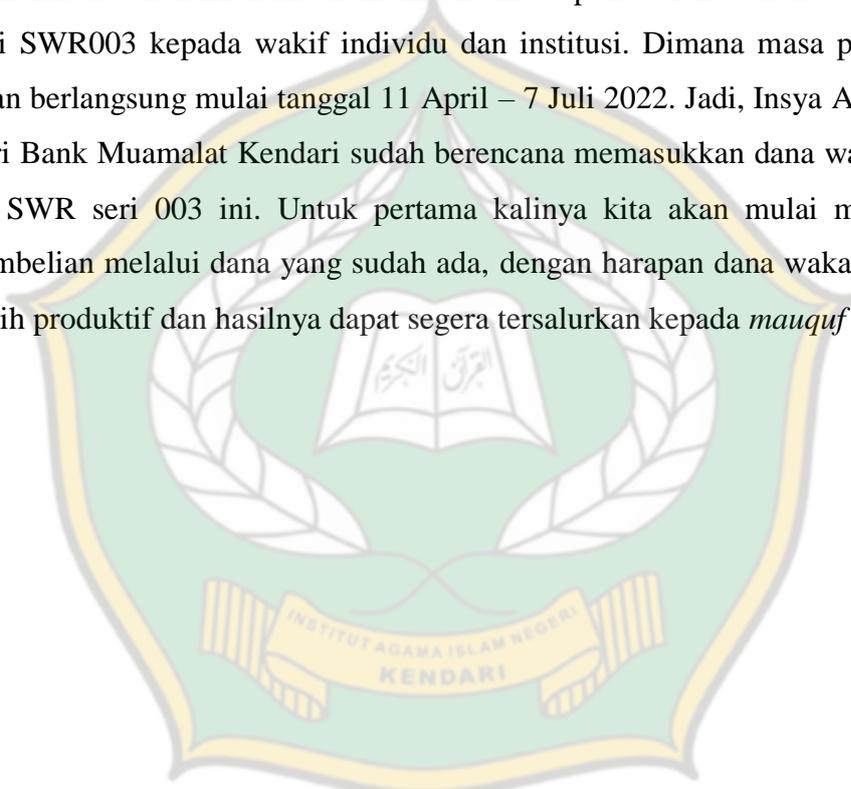 i SWR003 kepada wakif individu dan institusi. Dimana masa p
an berlangsung mulai tanggal 11 April – 7 Juli 2022. Jadi, Insya A
ri Bank Muamalat Kendari sudah berencana memasukkan dana wa
SWR seri 003 ini. Untuk pertama kalinya kita akan mulai m
mbelian melalui dana yang sudah ada, dengan harapan dana waka
ih produktif dan hasilnya dapat segera tersalurkan kepada mauquf
القرآن الكريم
INSTITUT AGAMA ISLAM NEGERI
KENDARI